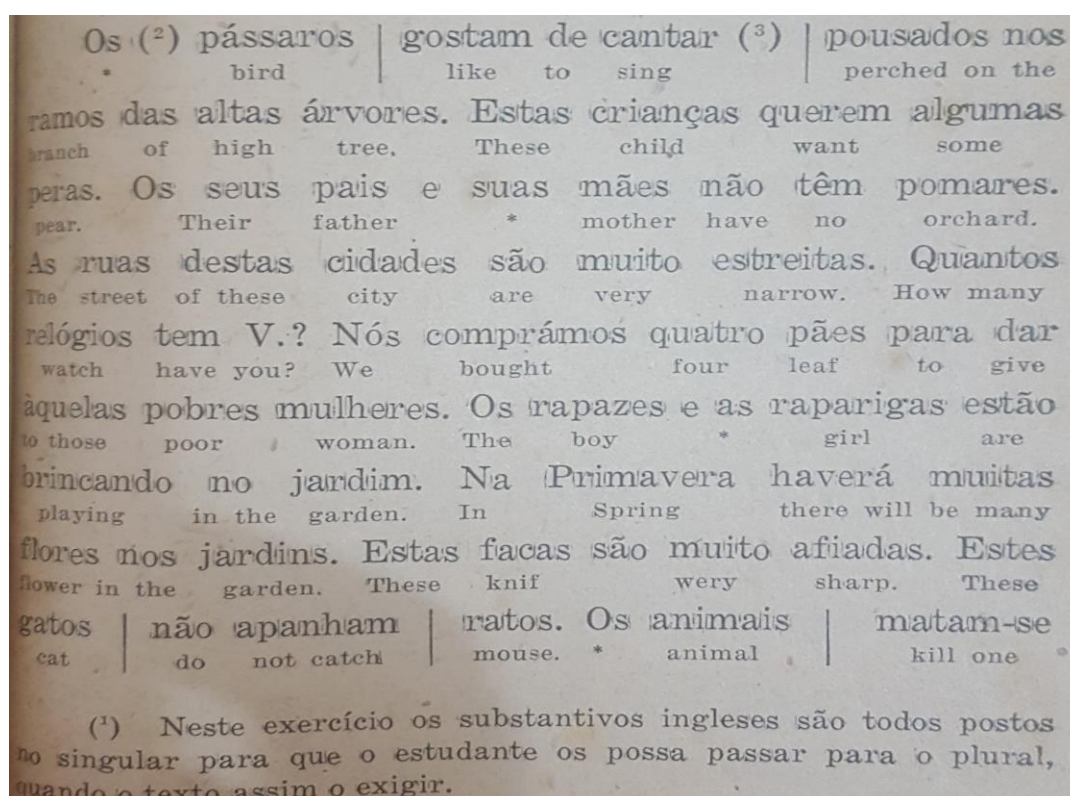 Os (²) pássaros | gostam de cantar (³) | pousados nos
* bird | like to sing | perched on the
ramos das altas árvores. Estas crianças querem algumas
branch of high tree, These child want some
peras. Os seus pais e suas mães não têm pomares.
pear. Their father * mother have no orchard.
As ruas destas cidades são muito estreitas. Quantos
The street of these city are very narrow. How many
relógios tem V.? Nós comprámos quatro pães para dar
watch have you? We bought four leaf to give
àquelas pobres mulheres. Os rapazes e as raparigas estão
to those poor woman. The boy * girl are
brincando no jardim. Na Primavera haverá muitas
playing in the garden. In Spring there will be many
flores nos jardins. Estas facas são muito afiadas. Estes
flower in the garden. These knif wery sharp. These
gatos | não apanham | ratos. Os animais | matam-se
cat | do not catch | mouse. * animal | kill one
(¹) Neste exercício os substantivos ingleses são todos postos
no singular para que o estudante os possa passar para o plural,
quando o texto assim o exigir.